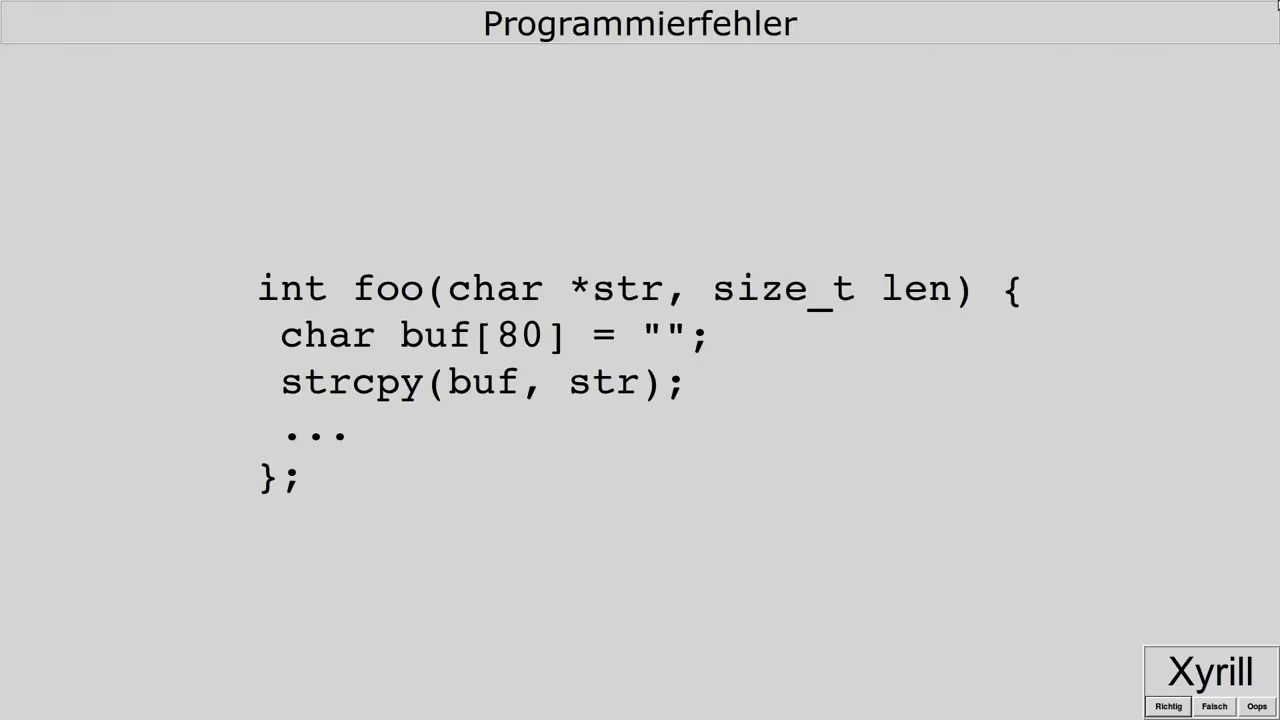 Programmierfehler
int foo(char *str, size_t len) {
 char buf[80] = "";
 strcpy(buf, str);
 ...
};
Xyrill
Richtig Falsch Oops